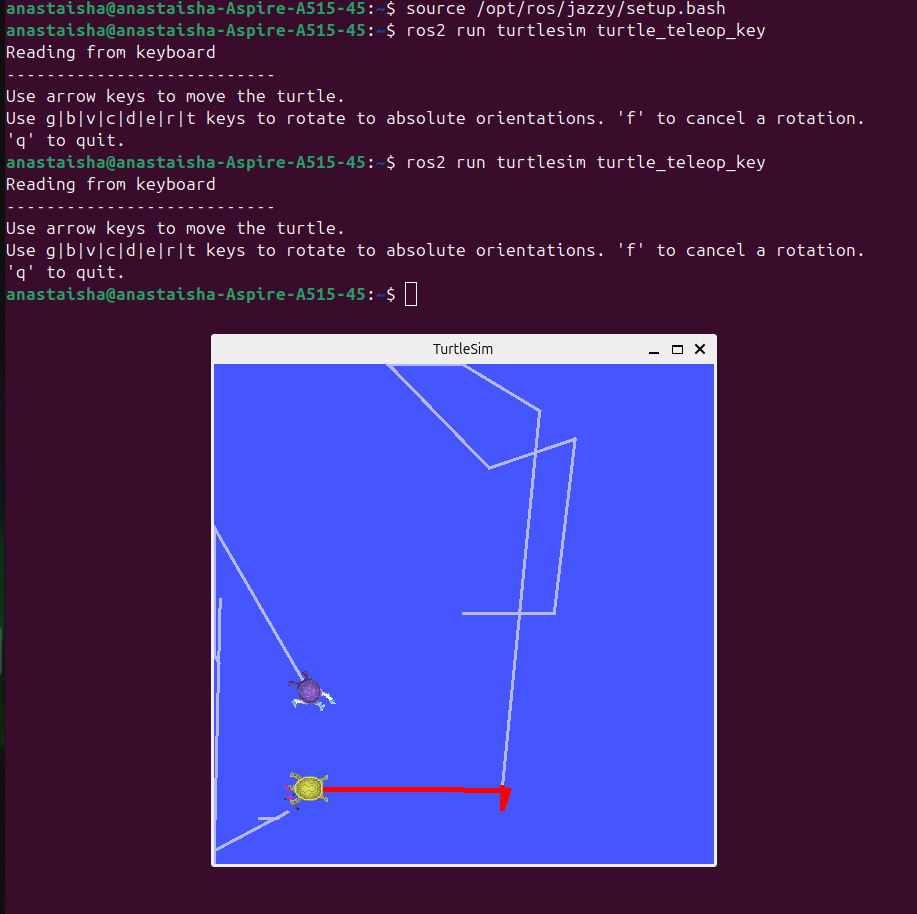 anastaisha@anastaisha-Aspire-A515-45:~$ source /opt/ros/jazzy/setup.bash
anastaisha@anastaisha-Aspire-A515-45:~$ ros2 run turtlesim turtle_teleop_key
Reading from keyboard
---------------------------
Use arrow keys to move the turtle.
Use g|b|v|c|d|e|r|t keys to rotate to absolute orientations. 'f' to cancel a rotation.
'q' to quit.
anastaisha@anastaisha-Aspire-A515-45:~$ ros2 run turtlesim turtle_teleop_key
Reading from keyboard
---------------------------
Use arrow keys to move the turtle.
Use g|b|v|c|d|e|r|t keys to rotate to absolute orientations. 'f' to cancel a rotation.
'q' to quit.
anastaisha@anastaisha-Aspire-A515-45:~$
TurtleSim